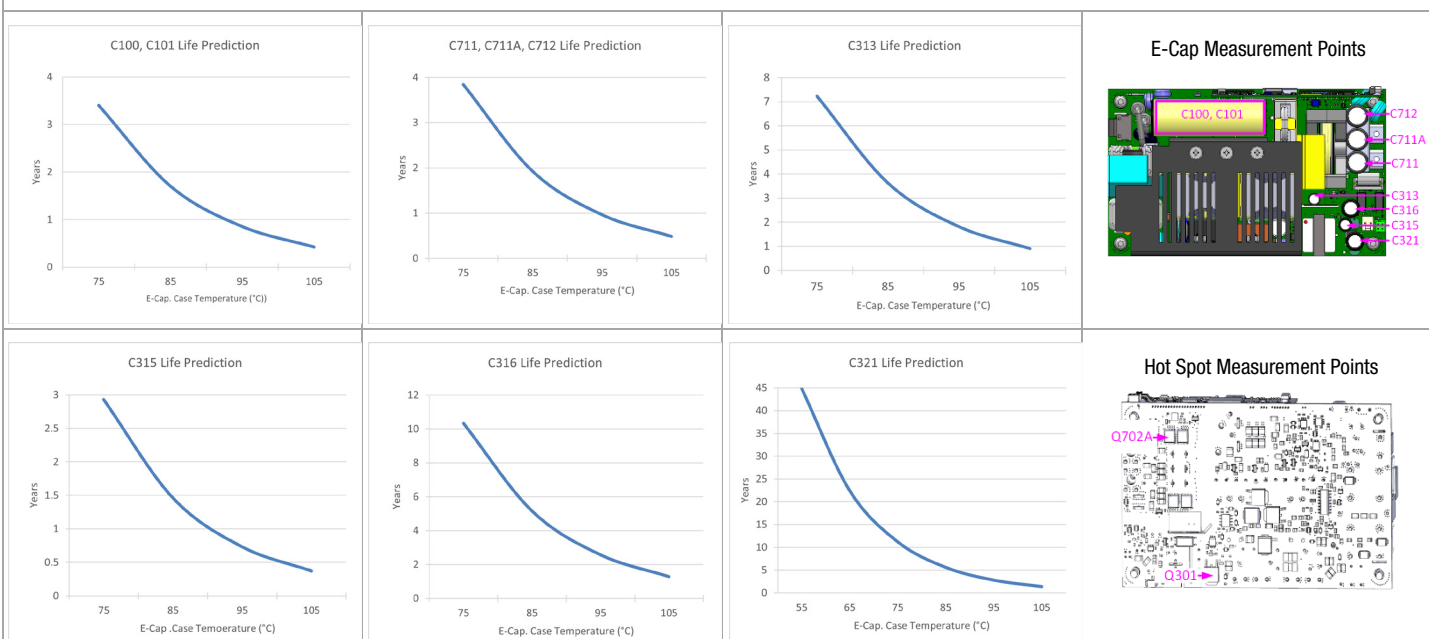 C100, C101 Life Prediction
4
3
2
1
0
Years
75 85 95 105
E-Cap. Case Temperature (°C))
C711, C711A, C712 Life Prediction
4
3
2
1
0
Years
75 85 95 105
E-Cap. Case Temperature (°C)
C313 Life Prediction
8
7
6
5
4
3
2
1
0
Years
75 85 95 105
E-Cap. Case Temperature (°C)
E-Cap Measurement Points
C100, C101
C712
C711A
C711
C313
C316
C315
C321
C315 Life Prediction
3
2.5
2
1.5
1
0.5
0
Years
75 85 95 105
E-Cap .Case Temoerature (°C)
C316 Life Prediction
12
10
8
6
4
2
0
Years
75 85 95 105
E-Cap. Case Temperature (°C)
C321 Life Prediction
45
40
35
30
25
20
15
10
5
0
Years
55 65 75 85 95 105
E-Cap. Case Temperature (°C)
Hot Spot Measurement Points
Q702A
Q301